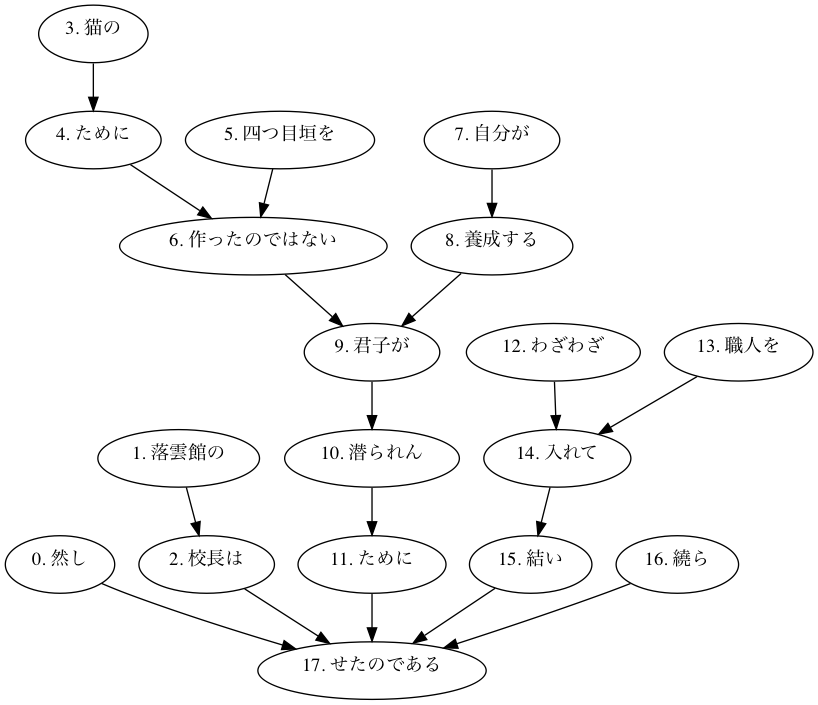 3. 猫の
4. ために
5. 四つ目垣を
7. 自分が
6. 作ったのではない
8. 養成する
9. 君子が
12. わざわざ
13. 職人を
1. 落雲館の
10. 潜られん
14. 入れて
0. 然し
2. 校長は
11. ために
15. 結い
16. 繞ら
17. せたのである